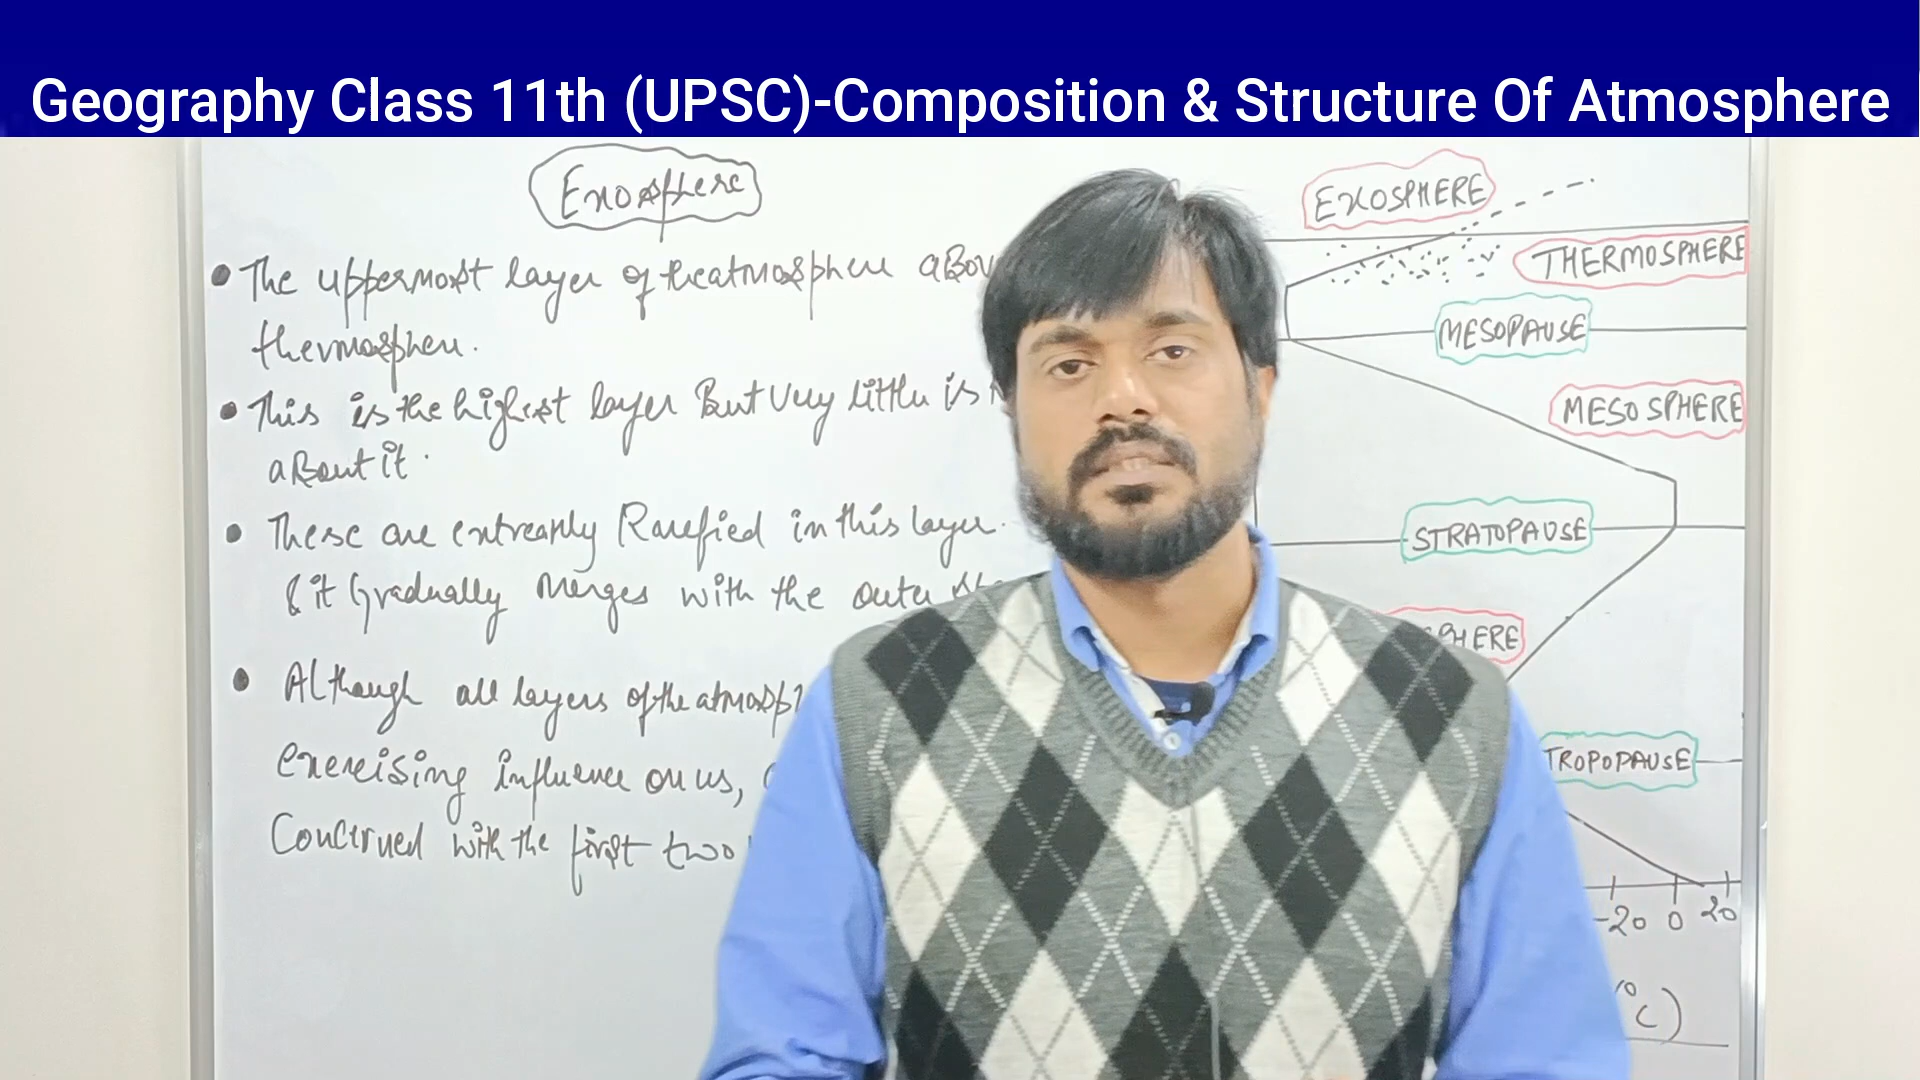 Geography Class 11th (UPSC)-Composition & Structure Of Atmosphere
Exosphere
• The uppermost layer of the atmosphere above
thermosphere.
• This is the highest layer But very little is
about it.
• These are extreamly Rarefied in this layer.
& it Gradually merges with the outer
• Although all layers of the atmosp
exercising influence on us,
Concerned with the first two
EXOSPHERE
THERMOSPHERE
MESOPAUSE
MESOSPHERE
STRATOPAUSE
PHERE
TROPOPAUSE
-20 0 20
°C)